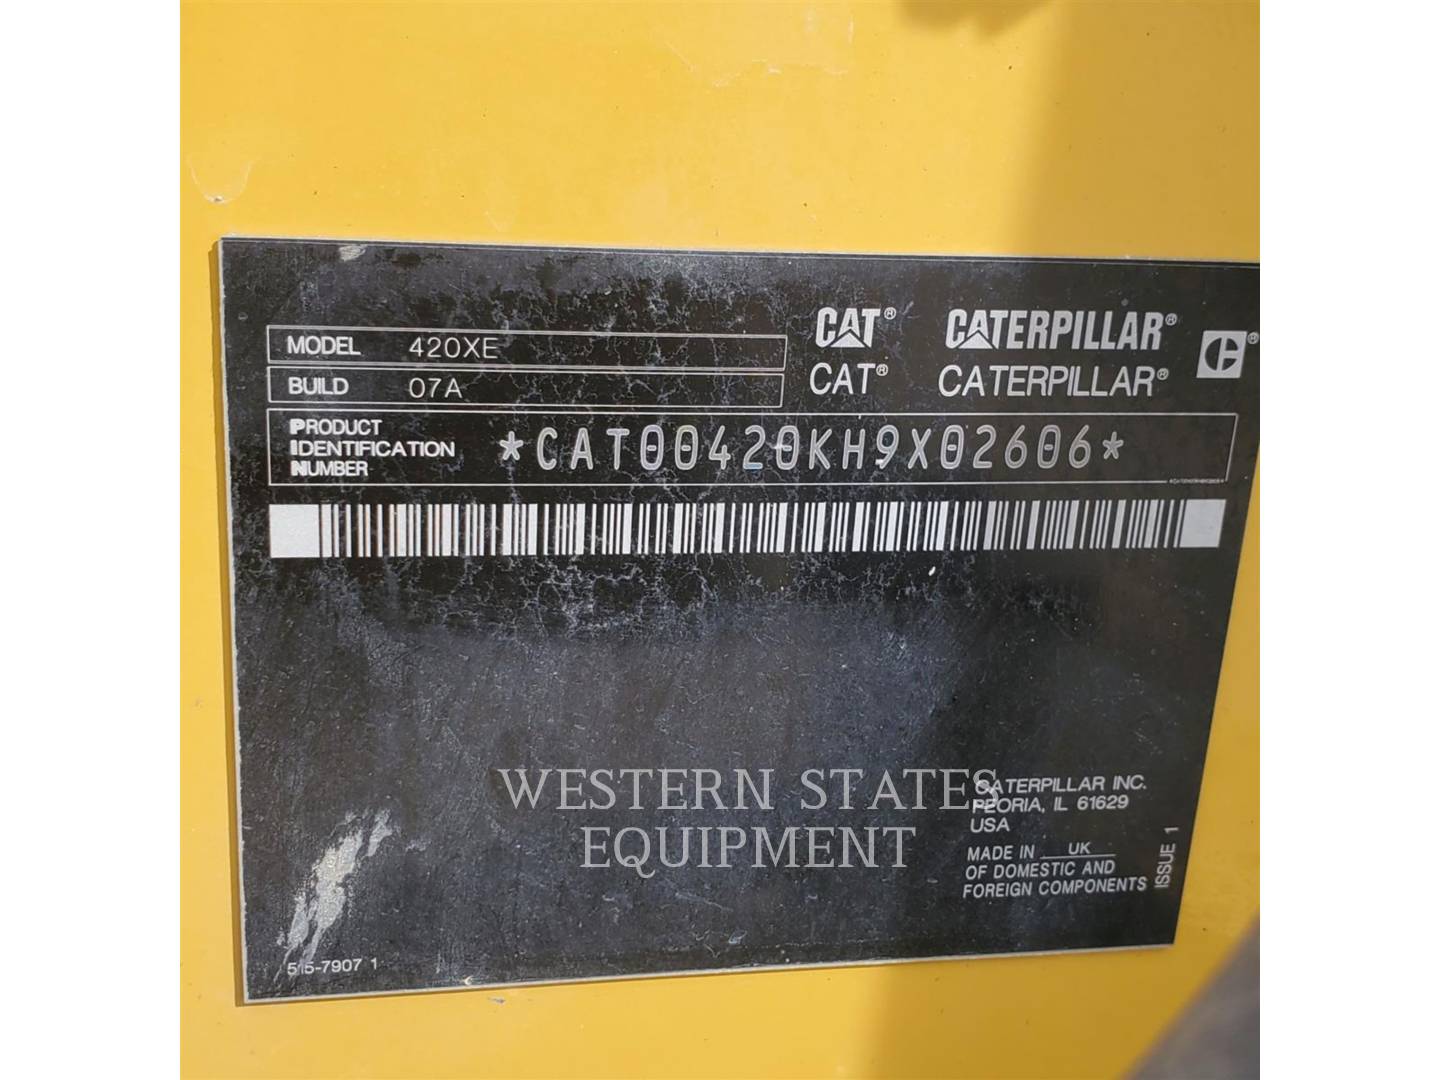 MODEL 420XE
BUILD 07A
CAT® CATERPILLAR® C®
CAT® CATERPILLAR®
PRODUCT
IDENTIFICATION
NUMBER
*CAT00420KH9X02606*
WESTERN STATES
EQUIPMENT
CATERPILLAR INC.
PEORIA, IL 61629
USA
MADE IN UK
OF DOMESTIC AND
FOREIGN COMPONENTS
ISSUE 1
515-7907 1